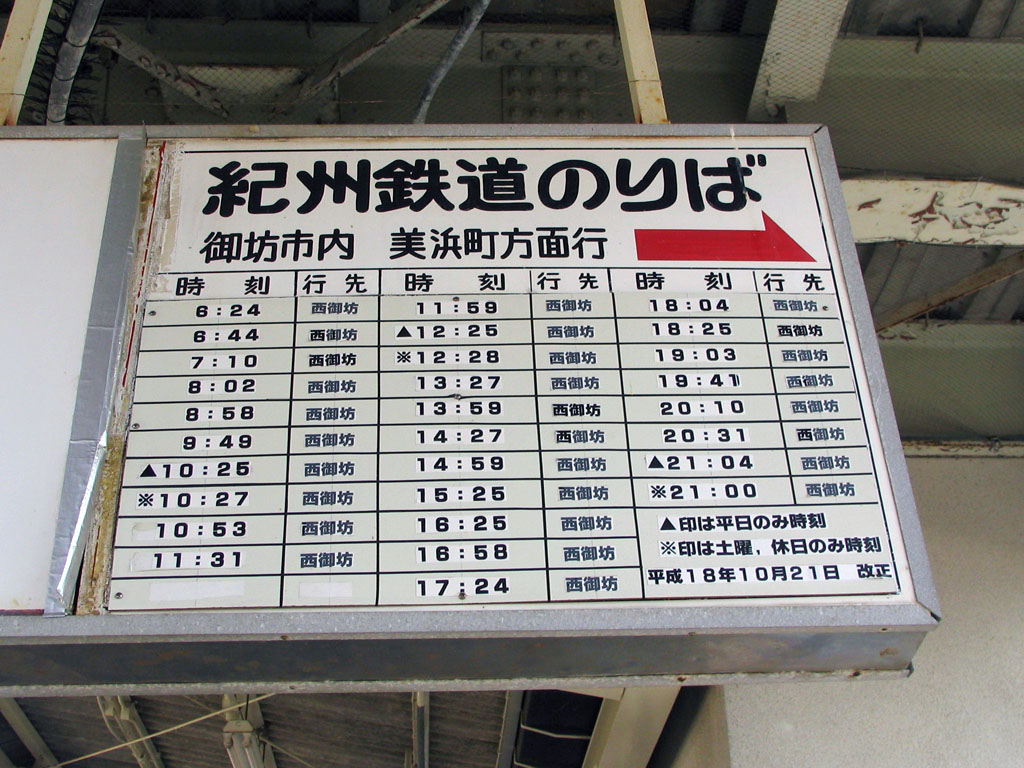 紀州鉄道のりば
御坊市内 美浜町方面行
時刻 行先 時刻 行先 時刻 行先
6:24 西御坊 11:59 西御坊 18:04 西御坊
6:44 西御坊 ▲12:25 西御坊 18:25 西御坊
7:10 西御坊 ※12:28 西御坊 19:03 西御坊
8:02 西御坊 13:27 西御坊 19:41 西御坊
8:58 西御坊 13:59 西御坊 20:10 西御坊
9:49 西御坊 14:27 西御坊 20:31 西御坊
▲10:25 西御坊 14:59 西御坊 ▲21:04 西御坊
※10:27 西御坊 15:25 西御坊 ※21:00 西御坊
10:53 西御坊 16:25 西御坊 ▲印は平日のみ時刻
11:31 西御坊 16:58 西御坊 ※印は土曜,休日のみ時刻
17:24 西御坊 平成18年10月21日 改正